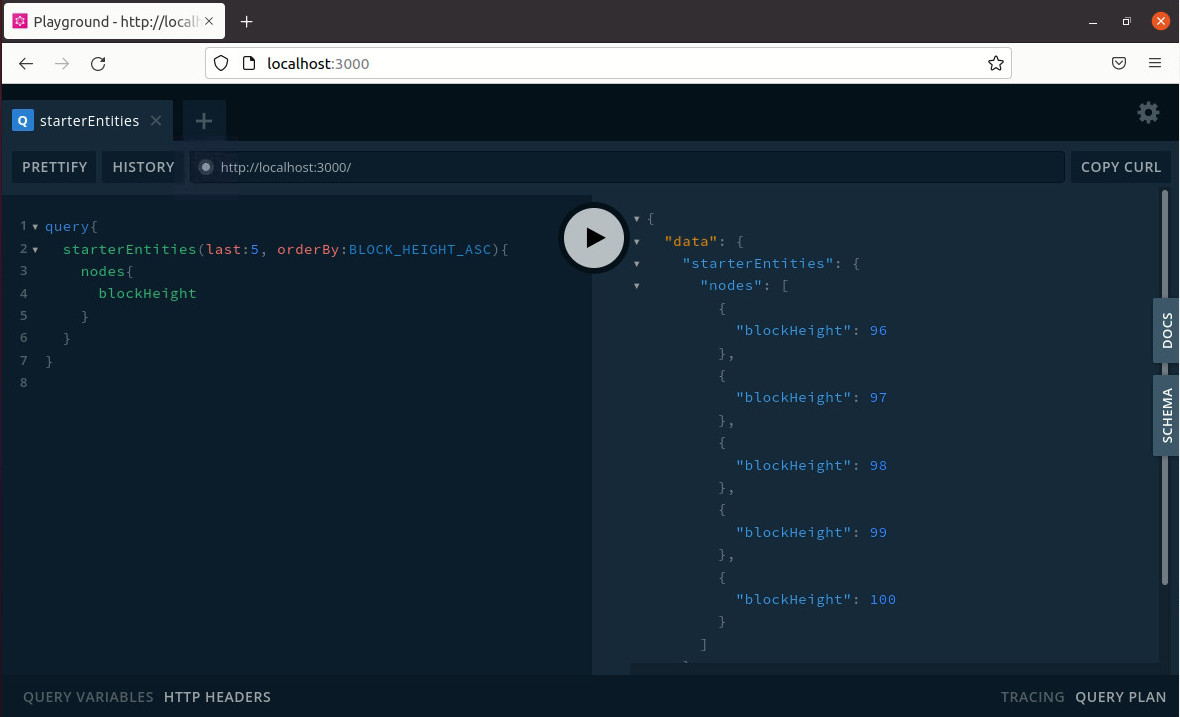 Playground - http://localh
localhost:3000
Q starterEntities
PRETTIFY HISTORY http://localhost:3000/ COPY CURL
1 query{
2 starterEntities(last:5, orderBy:BLOCK_HEIGHT_ASC){
3 nodes{
4 blockHeight
5 }
6 }
7 }
8
{
"data": {
"starterEntities": {
"nodes": [
{
"blockHeight": 96
},
{
"blockHeight": 97
},
{
"blockHeight": 98
},
{
"blockHeight": 99
},
{
"blockHeight": 100
}
]
DOCS
SCHEMA
QUERY VARIABLES HTTP HEADERS
TRACING QUERY PLAN